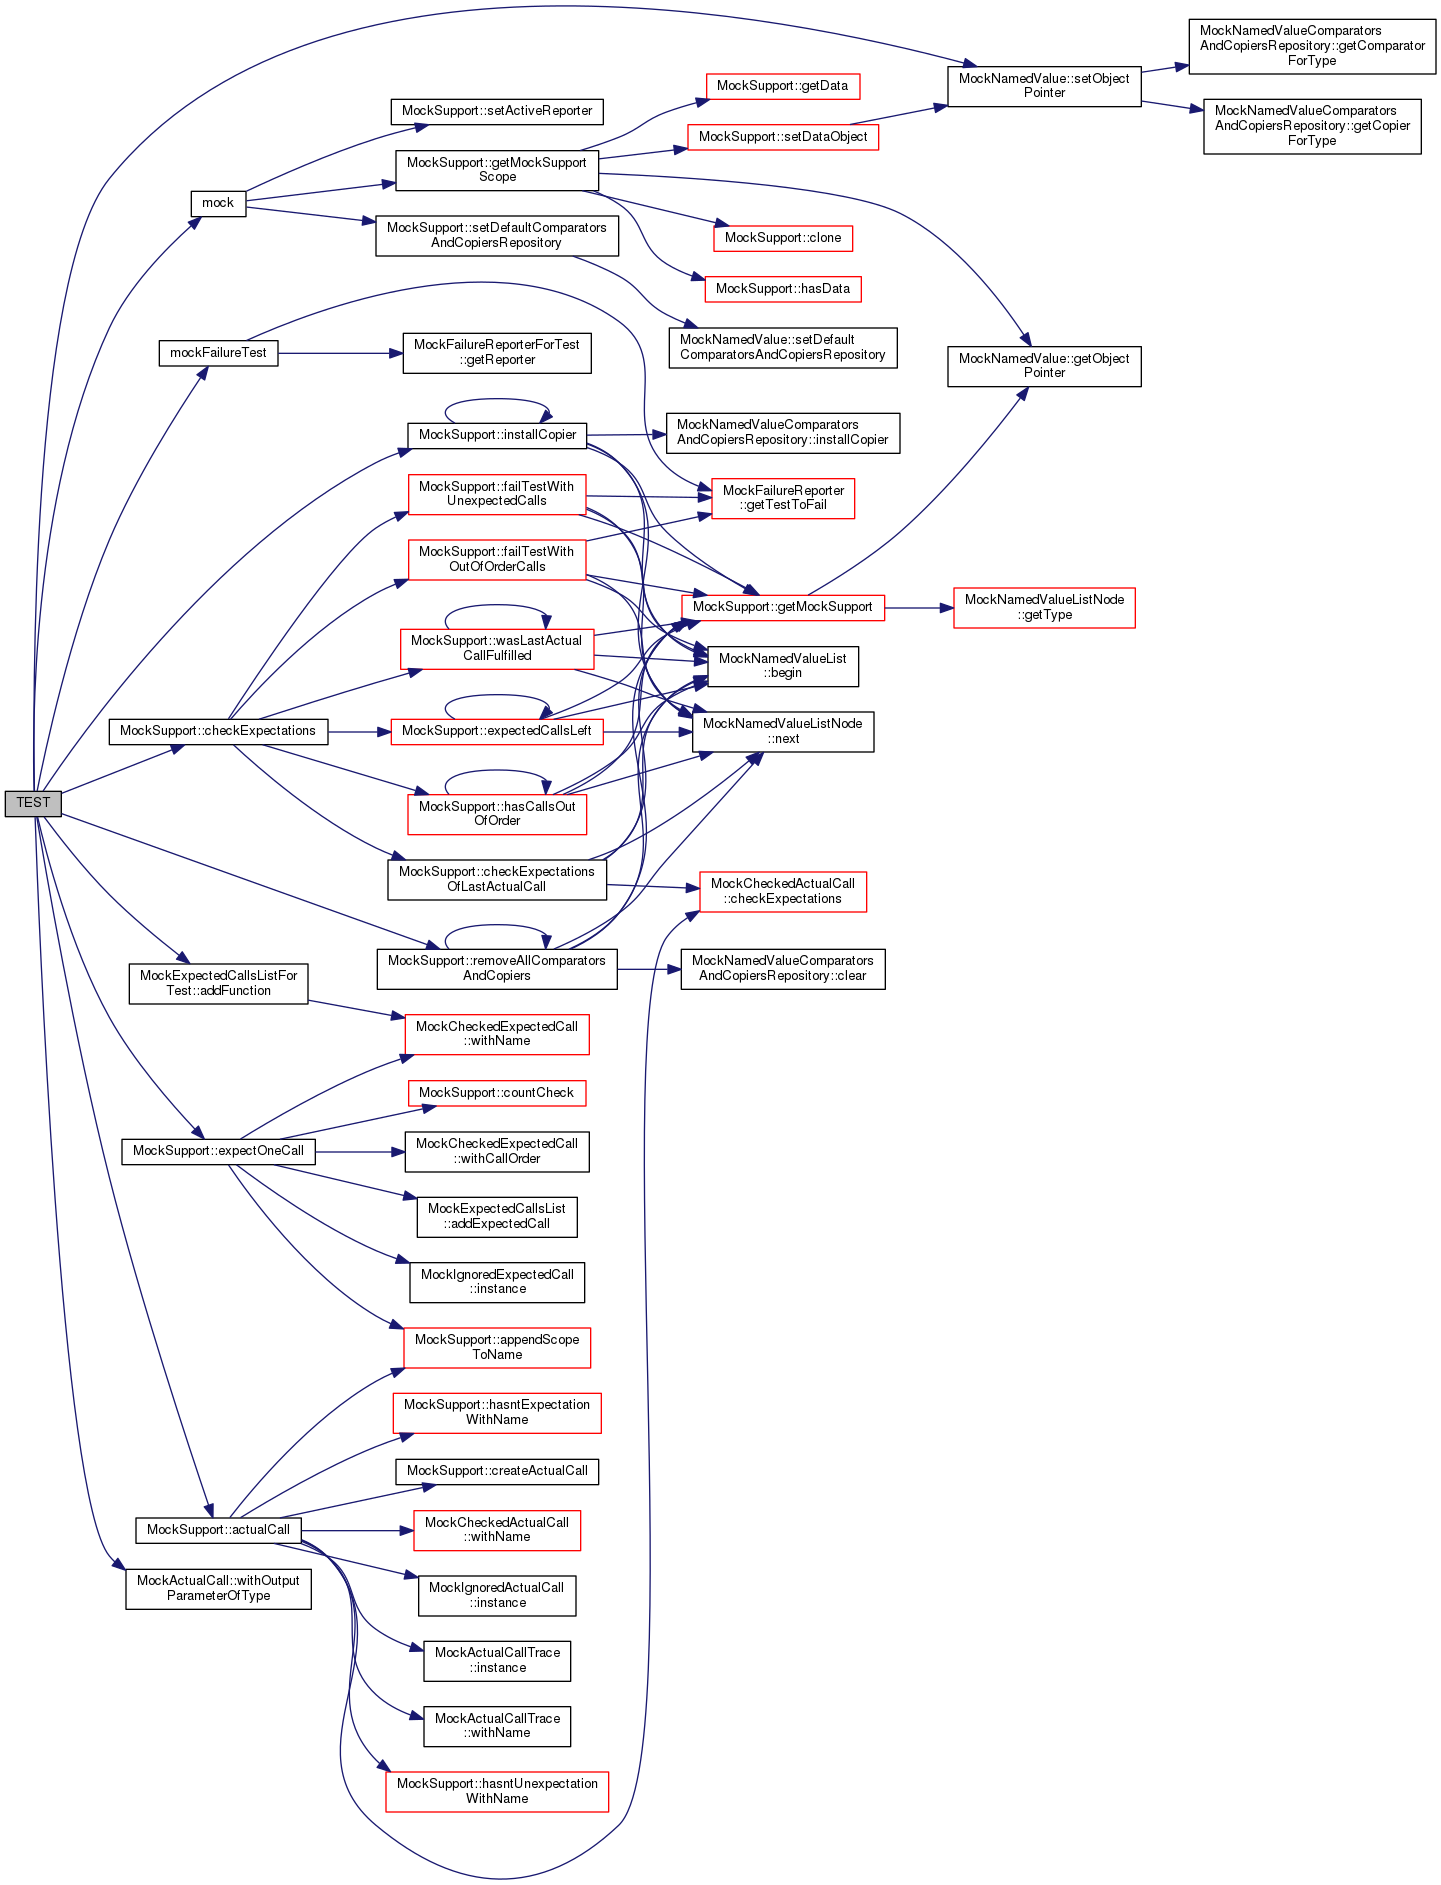 TEST
mock
MockSupport::setActiveReporter
MockSupport::getMockSupport
Scope
MockSupport::setDefaultComparators
AndCopiersRepository
MockSupport::getData
MockSupport::setDataObject
MockSupport::clone
MockSupport::hasData
MockNamedValue::setDefault
ComparatorsAndCopiersRepository
MockNamedValue::setObject
Pointer
MockNamedValueComparators
AndCopiersRepository::getComparator
ForType
MockNamedValueComparators
AndCopiersRepository::getCopier
ForType
MockNamedValue::getObject
Pointer
mockFailureTest
MockFailureReporterForTest
::getReporter
MockSupport::installCopier
MockNamedValueComparators
AndCopiersRepository::installCopier
MockSupport::failTestWith
UnexpectedCalls
MockFailureReporter
::getTestToFail
MockSupport::failTestWith
OutOfOrderCalls
MockSupport::getMockSupport
MockNamedValueListNode
::getType
MockSupport::wasLastActual
CallFulfilled
MockNamedValueList
::begin
MockSupport::checkExpectations
MockSupport::expectedCallsLeft
MockNamedValueListNode
::next
MockSupport::hasCallsOut
OfOrder
MockSupport::checkExpectations
OfLastActualCall
MockCheckedActualCall
::checkExpectations
MockSupport::removeAllComparators
AndCopiers
MockNamedValueComparators
AndCopiersRepository::clear
MockExpectedCallsListFor
Test::addFunction
MockCheckedExpectedCall
::withName
MockSupport::countCheck
MockSupport::expectOneCall
MockCheckedExpectedCall
::withCallOrder
MockExpectedCallsList
::addExpectedCall
MockIgnoredExpectedCall
::instance
MockSupport::appendScope
ToName
MockSupport::hasntExpectation
WithName
MockSupport::createActualCall
MockSupport::actualCall
MockCheckedActualCall
::withName
MockActualCall::withOutput
ParameterOfType
MockIgnoredActualCall
::instance
MockActualCallTrace
::instance
MockActualCallTrace
::withName
MockSupport::hasntUnexpectation
WithName